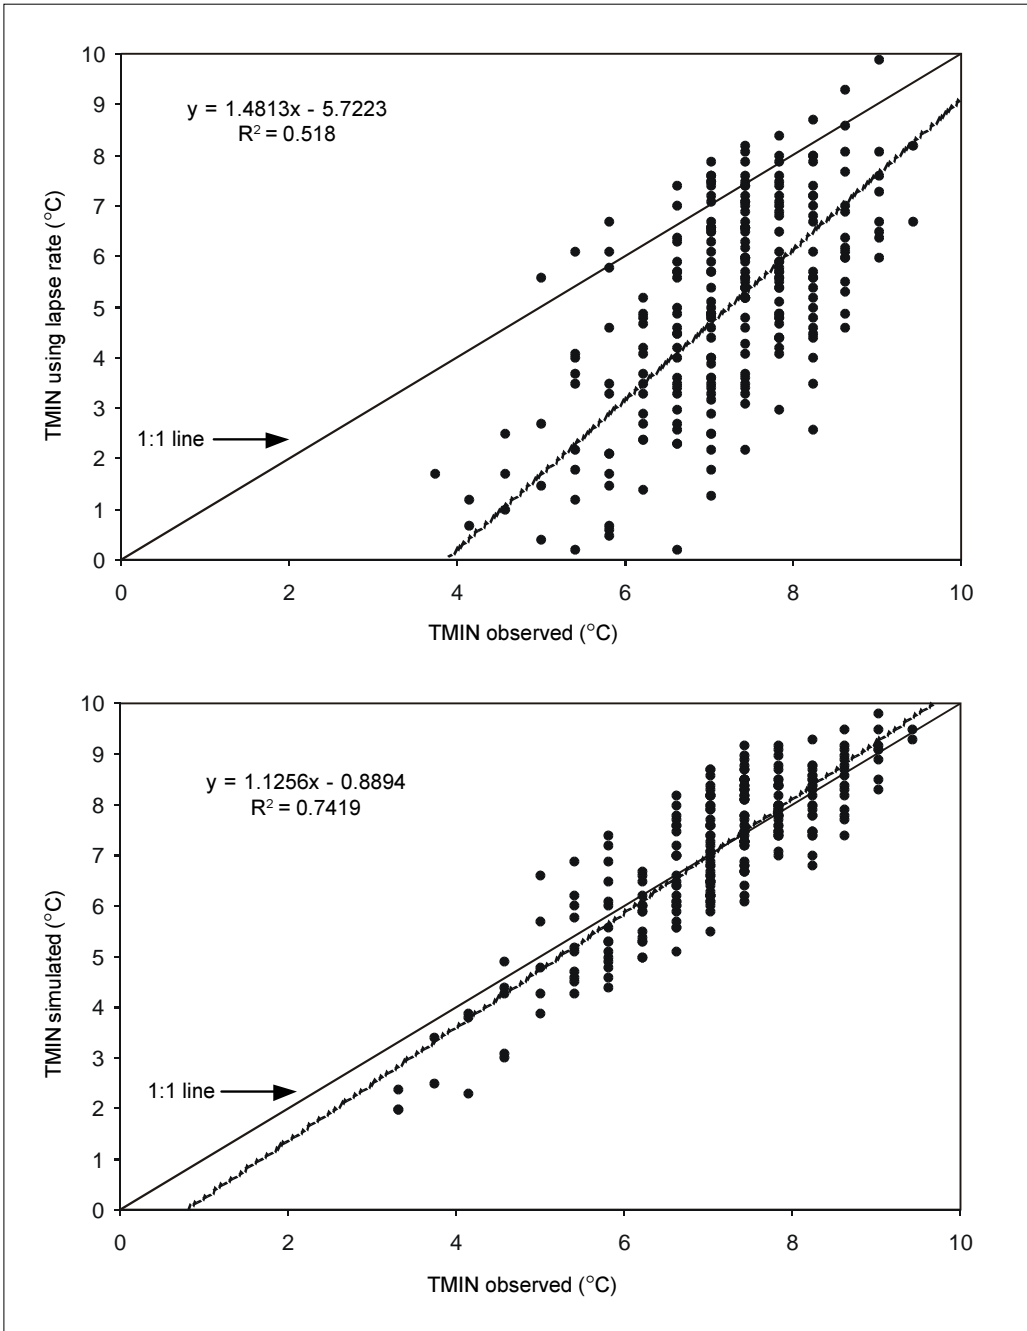 y = 1.4813x - 5.7223
R² = 0.518
TMIN using lapse rate (°C)
10
9
8
7
6
5
4
3
2
1
0
1:1 line
0 2 4 6 8 10
TMIN observed (°C)
y = 1.1256x - 0.8894
R² = 0.7419
TMIN simulated (°C)
10
9
8
7
6
5
4
3
2
1
0
1:1 line
0 2 4 6 8 10
TMIN observed (°C)